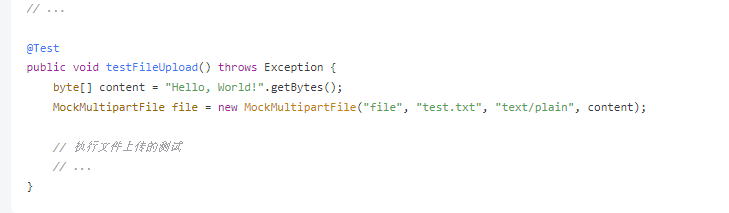 // ...
@Test
public void testFileUpload() throws Exception {
byte[] content = "Hello, World!".getBytes();
MockMultipartFile file = new MockMultipartFile("file", "test.txt", "text/plain", content);
// 执行文件上传的测试
// ...
}